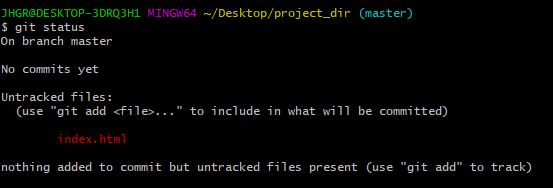 JHGR@DESKTOP-3DRQ3H1 MINGW64 ~/Desktop/project_dir (master)
$ git status
On branch master
No commits yet
Untracked files:
(use "git add <file>..." to include in what will be committed)
index.html
nothing added to commit but untracked files present (use "git add" to track)